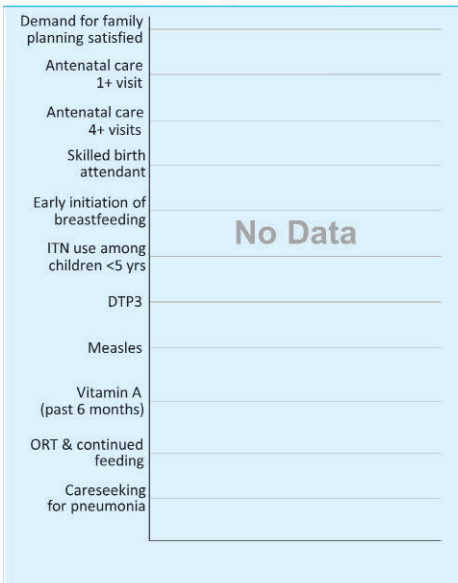 Demand for family
planning satisfied
Antenatal care
1+ visit
Antenatal care
4+ visits
Skilled birth
attendant
Early initiation of
breastfeeding
No Data
ITN use among
children <5 yrs
DTP3
Measles
Vitamin A
(past 6 months)
ORT & continued
feeding
Careseeking
for pneumonia